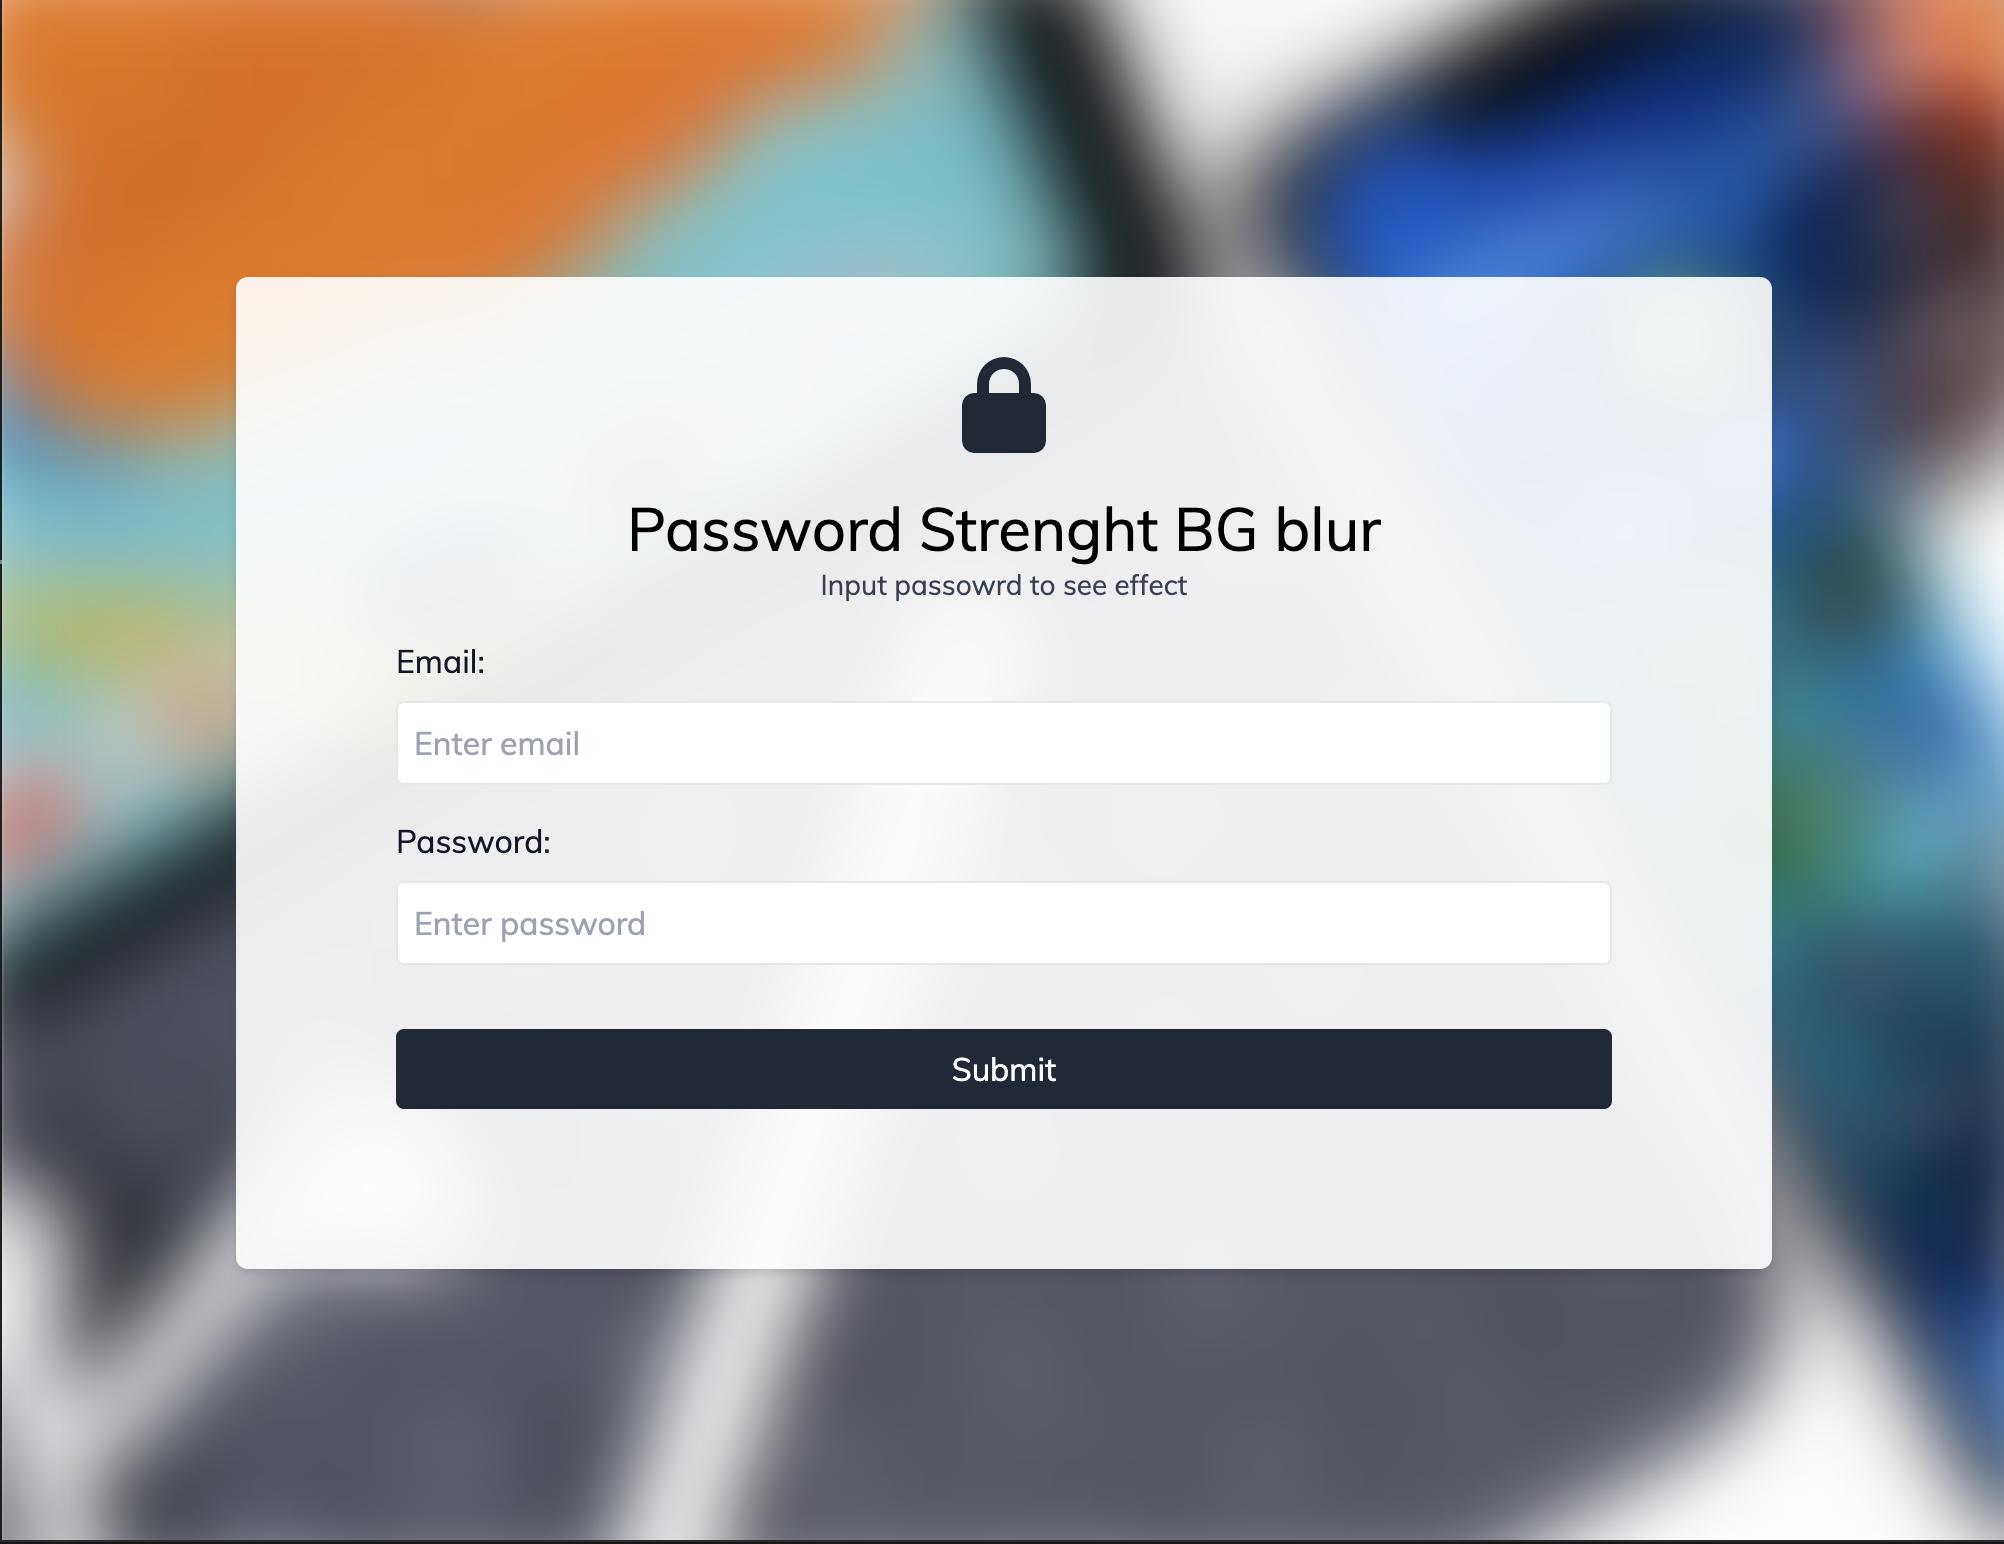 Password Strenght BG blur
Input passowrd to see effect
Email:
Enter email
Password:
Enter password
Submit